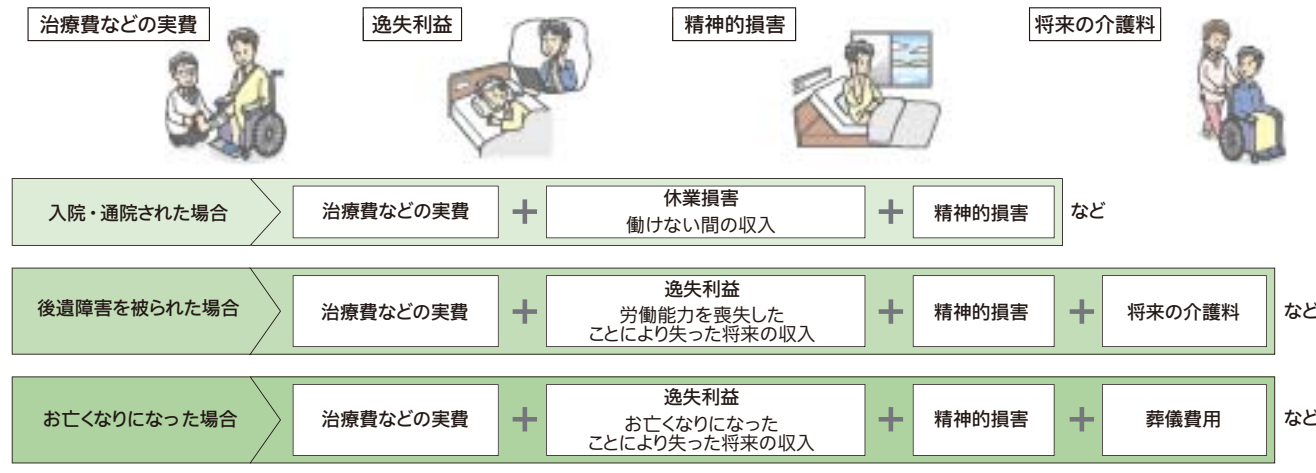 治療費などの実費
逸失利益
精神的損害
将来の介護料
入院・通院された場合
治療費などの実費
＋
休業損害
働けない間の収入
＋
精神的損害
など
後遺障害を被られた場合
治療費などの実費
＋
逸失利益
労働能力を喪失した
ことにより失った将来の収入
＋
精神的損害
＋
将来の介護料
など
お亡くなりになった場合
治療費などの実費
＋
逸失利益
お亡くなりになった
ことにより失った将来の収入
＋
精神的損害
＋
葬儀費用
など